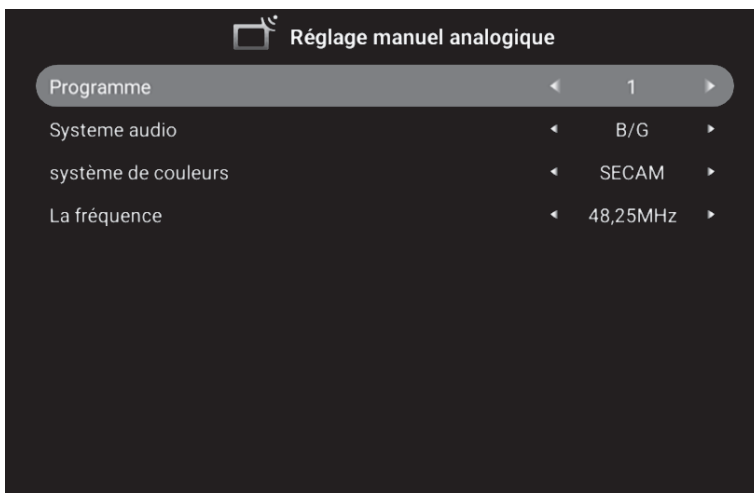 Réglage manuel analogique
Programme 1
Systeme audio B/G
système de couleurs SECAM
La fréquence 48,25MHz